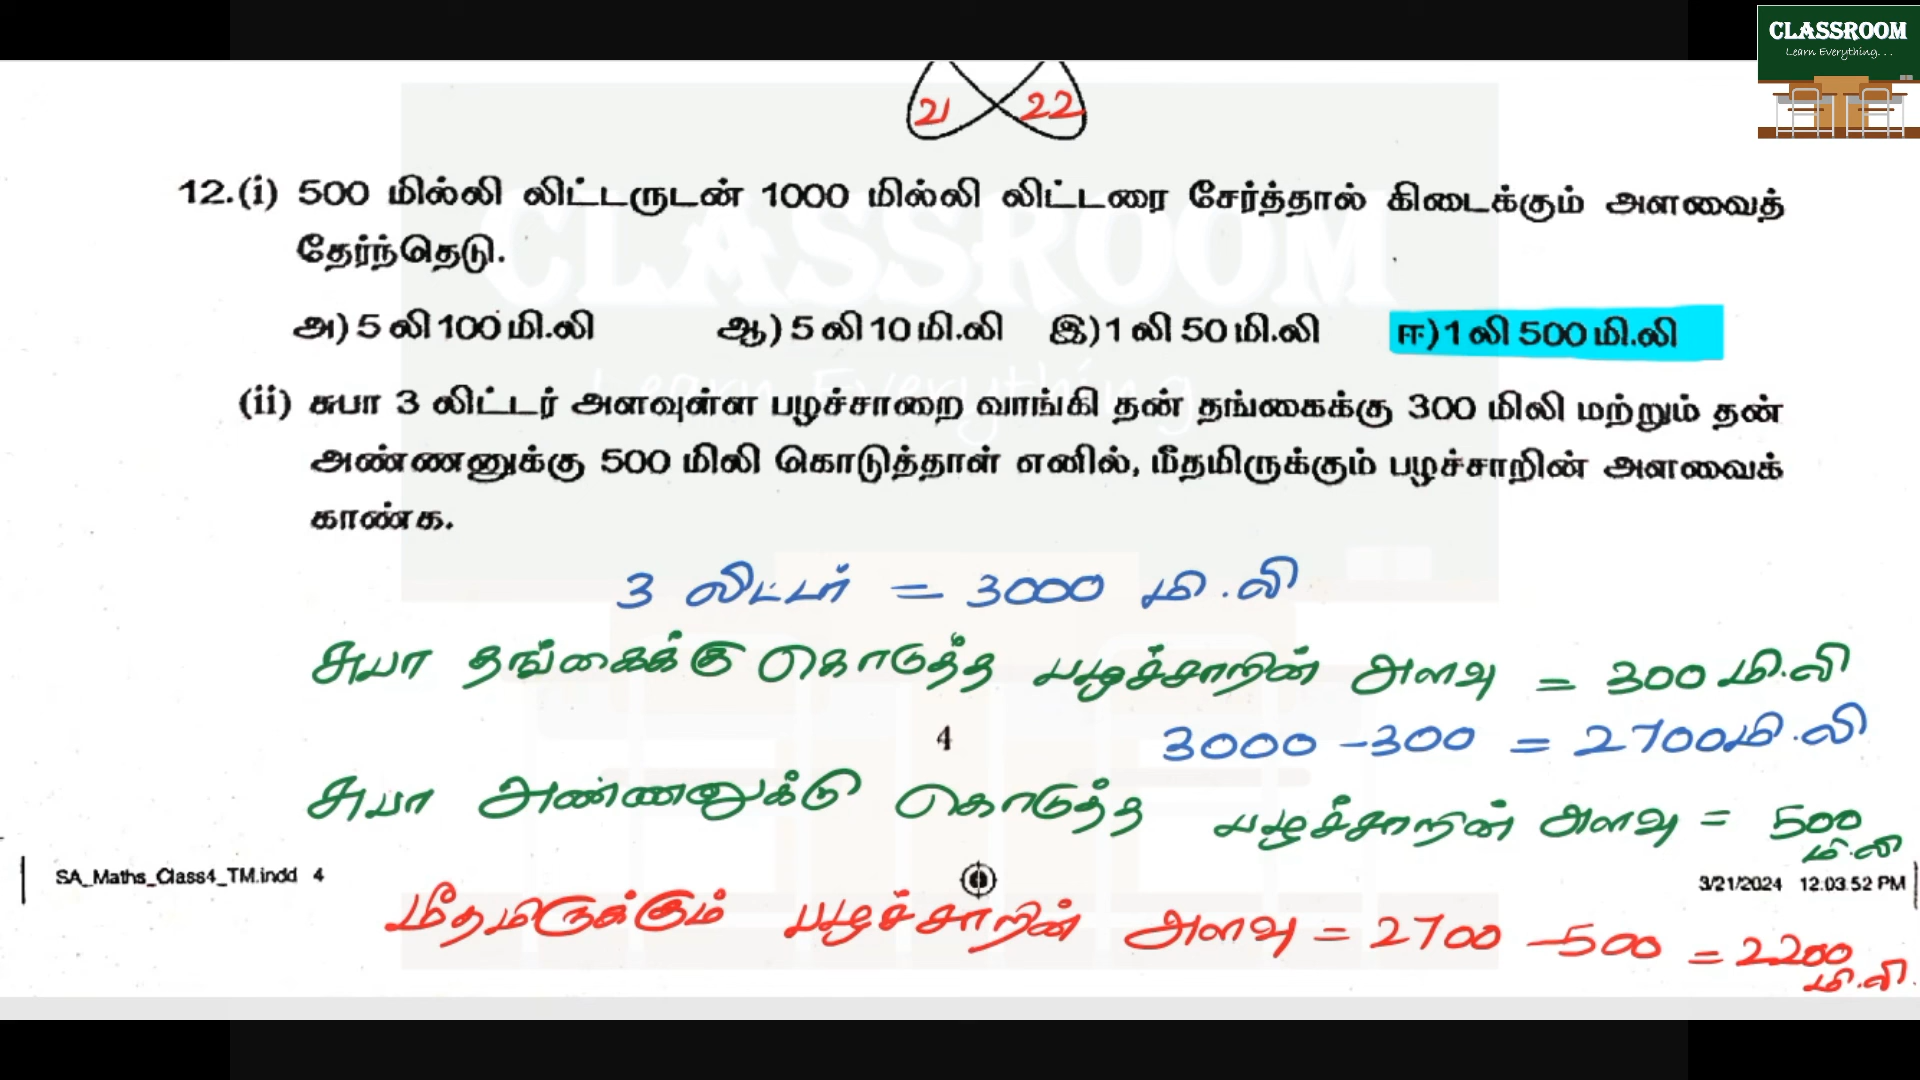 CLASSROOM
Learn Everything...
21 22
12.(i) 500 மில்லி லிட்டருடன் 1000 மில்லி லிட்டரை சேர்த்தால் கிடைக்கும் அளவைத்
தேர்ந்தெடு.
அ) 5 லி 100 மி.லி ஆ) 5 லி 10 மி.லி இ) 1 லி 50 மி.லி ஈ) 1 லி 500 மி.லி
(ii) சுபா 3 லிட்டர் அளவுள்ள பழச்சாறை வாங்கி தன் தங்கைக்கு 300 மிலி மற்றும் தன்
அண்ணனுக்கு 500 மிலி கொடுத்தாள் எனில், மீதமிருக்கும் பழச்சாறின் அளவைக்
காண்க.
3 லிட்டர் = 3000 மி.லி
சுபா தங்கைக்கு கொடுத்த பழச்சாறின் அளவு = 300 மி.லி
4 3000 - 300 = 2700 மி.லி
சுபா அண்ணனுக்கு கொடுத்த பழச்சாறின் அளவு = 500
மி.லி
SA_Maths_Class4_TM.indd 4 3/21/2024 12:03:52 PM
மீதமிருக்கும் பழச்சாறின் அளவு = 2700 - 500 = 2200
மி.லி.